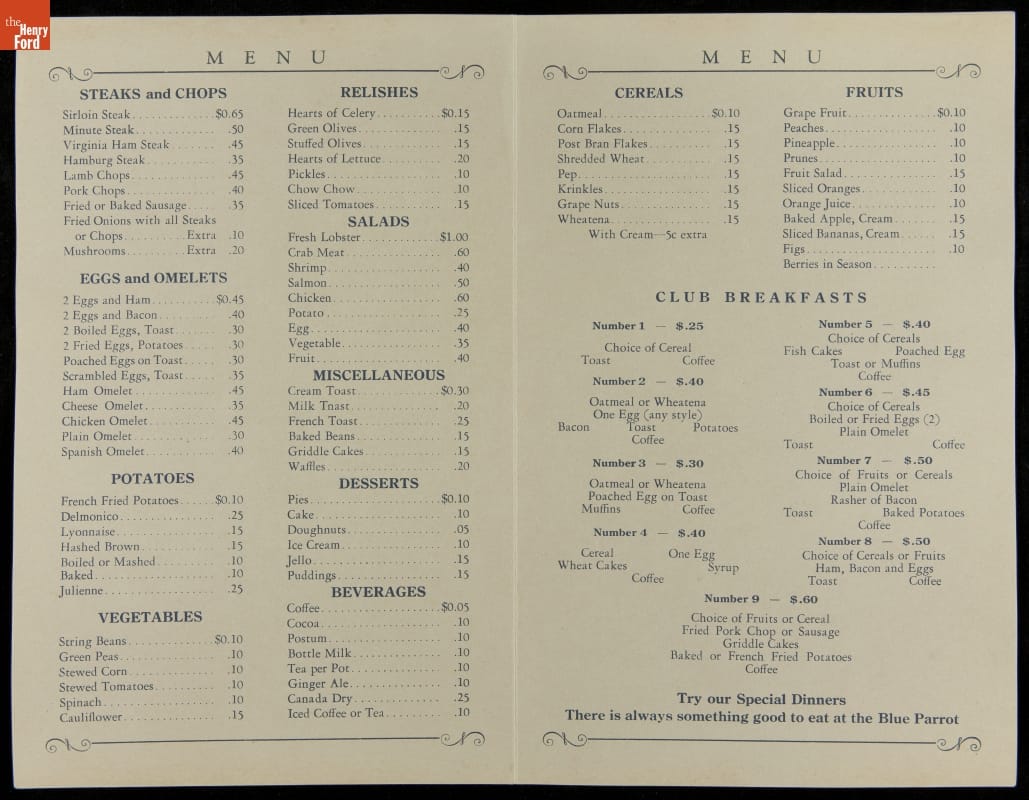 the
Henry
Ford
MENU
STEAKS and CHOPS
Sirloin Steak............$0.65
Minute Steak............. .50
Virginia Ham Steak....... .45
Hamburg Steak........... .35
Lamb Chops.............. .45
Pork Chops............... .40
Fried or Baked Sausage.... .35
Fried Onions with all Steaks
or Chops..........Extra .10
Mushrooms..........Extra .20
EGGS and OMELETS
2 Eggs and Ham..........$0.45
2 Eggs and Bacon......... .40
2 Boiled Eggs, Toast...... .30
2 Fried Eggs, Potatoes..... .30
Poached Eggs on Toast..... .30
Scrambled Eggs, Toast..... .35
Ham Omelet............. .45
Cheese Omelet............ .35
Chicken Omelet........... .45
Plain Omelet............. .30
Spanish Omelet........... .40
POTATOES
French Fried Potatoes......$0.10
Delmonico............... .25
Lyonnaise................ .15
Hashed Brown............ .15
Boiled or Mashed.......... .10
Baked................... .10
Julienne................. .25
VEGETABLES
String Beans.............$0.10
Green Peas............... .10
Stewed Corn............. .10
Stewed Tomatoes......... .10
Spinach................. .10
Cauliflower.............. .15
RELISHES
Hearts of Celery..........$0.15
Green Olives............. .15
Stuffed Olives............ .15
Hearts of Lettuce......... .20
Pickles.................. .10
Chow Chow............. .10
Sliced Tomatoes.......... .15
SALADS
Fresh Lobster............$1.00
Crab Meat............... .60
Shrimp.................. .40
Salmon.................. .50
Chicken................. .60
Potato.................. .25
Egg..................... .40
Vegetable................ .35
Fruit.................... .40
MISCELLANEOUS
Cream Toast.............$0.30
Milk Tnast............... .20
French Toast............. .25
Baked Beans............. .15
Griddle Cakes............ .15
Waffles.................. .20
DESSERTS
Pies.....................$0.10
Cake.................... .10
Doughnuts............... .05
Ice Cream............... .10
Jello.................... .15
Puddings................ .15
BEVERAGES
Coffee...................$0.05
Cocoa................... .10
Postum.................. .10
Bottle Milk.............. .10
Tea per Pot.............. .10
Ginger Ale............... .10
Canada Dry.............. .25
Iced Coffee or Tea......... .10
MENU
CEREALS
Oatmeal.................$0.10
Corn Flakes.............. .15
Post Bran Flakes.......... .15
Shredded Wheat.......... .15
Pep..................... .15
Krinkles................. .15
Grape Nuts.............. .15
Wheatena................ .15
With Cream—5c extra
FRUITS
Grape Fruit..............$0.10
Peaches.................. .10
Pineapple................ .10
Prunes.................. .10
Fruit Salad............... .15
Sliced Oranges............ .10
Orange Juice............. .10
Baked Apple, Cream....... .15
Sliced Bananas, Cream..... .15
Figs..................... .10
Berries in Season..........
CLUB BREAKFASTS
Number 1 — $.25
Choice of Cereal
Toast Coffee
Number 2 — $.40
Oatmeal or Wheatena
One Egg (any style)
Bacon Toast Potatoes
Coffee
Number 3 — $.30
Oatmeal or Wheatena
Poached Egg on Toast
Muffins Coffee
Number 4 — $.40
Cereal One Egg
Wheat Cakes Syrup
Coffee
Number 5 — $.40
Choice of Cereals
Fish Cakes Poached Egg
Toast or Muffins
Coffee
Number 6 — $.45
Choice of Cereals
Boiled or Fried Eggs (2)
Plain Omelet
Toast Coffee
Number 7 — $.50
Choice of Fruits or Cereals
Plain Omelet
Rasher of Bacon
Toast Baked Potatoes
Coffee
Number 8 — $.50
Choice of Cereals or Fruits
Ham, Bacon and Eggs
Toast Coffee
Number 9 — $.60
Choice of Fruits or Cereal
Fried Pork Chop or Sausage
Griddle Cakes
Baked or French Fried Potatoes
Coffee
Try our Special Dinners
There is always something good to eat at the Blue Parrot